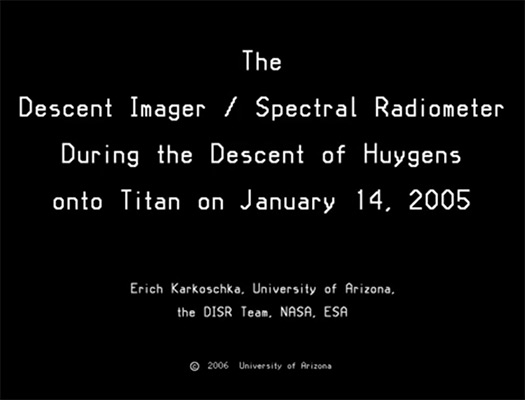 The
Descent Imager / Spectral Radiometer
During the Descent of Huygens
onto Titan on January 14, 2005
Erich Karkoschka, University of Arizona,
the DISR Team, NASA, ESA
© 2006 University of Arizona